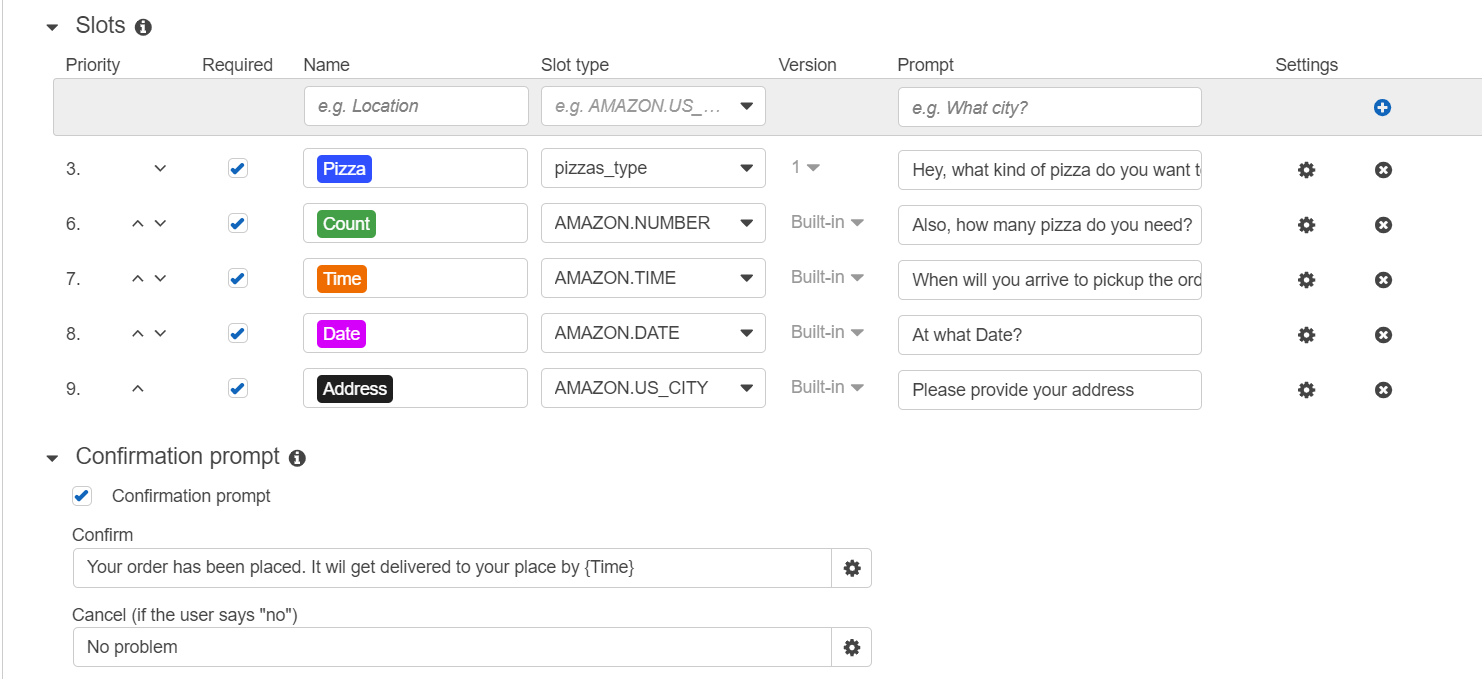 Slots
Priority Required Name Slot type Version Prompt Settings
e.g. Location e.g. AMAZON.US_... e.g. What city?
3. Pizza pizzas_type 1 Hey, what kind of pizza do you want t
6. Count AMAZON.NUMBER Built-in Also, how many pizza do you need?
7. Time AMAZON.TIME Built-in When will you arrive to pickup the ord
8. Date AMAZON.DATE Built-in At what Date?
9. Address AMAZON.US_CITY Built-in Please provide your address
Confirmation prompt
Confirmation prompt
Confirm
Your order has been placed. It wil get delivered to your place by {Time}
Cancel (if the user says "no")
No problem